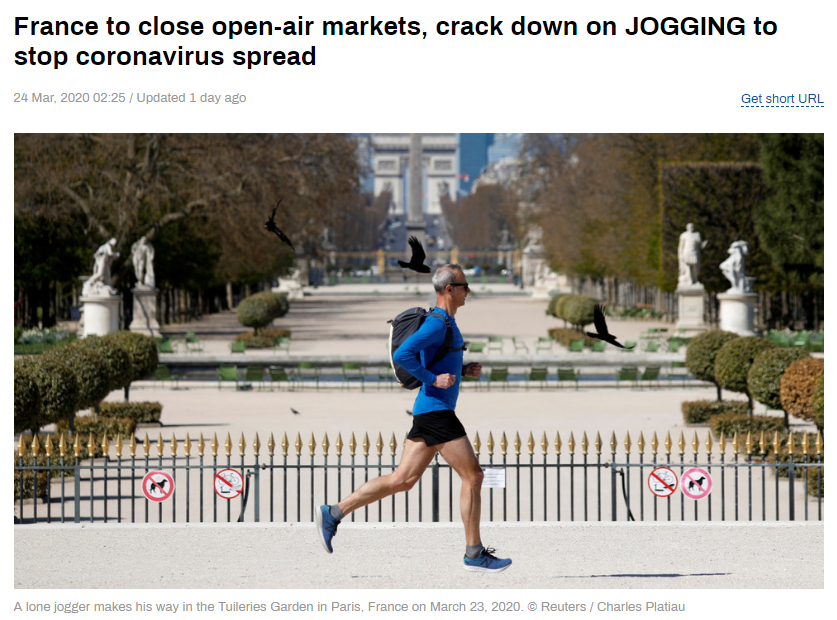 France to close open-air markets, crack down on JOGGING to
stop coronavirus spread
24 Mar, 2020 02:25 / Updated 1 day ago
Get short URL
A lone jogger makes his way in the Tuileries Garden in Paris, France on March 23, 2020. © Reuters / Charles Platiau